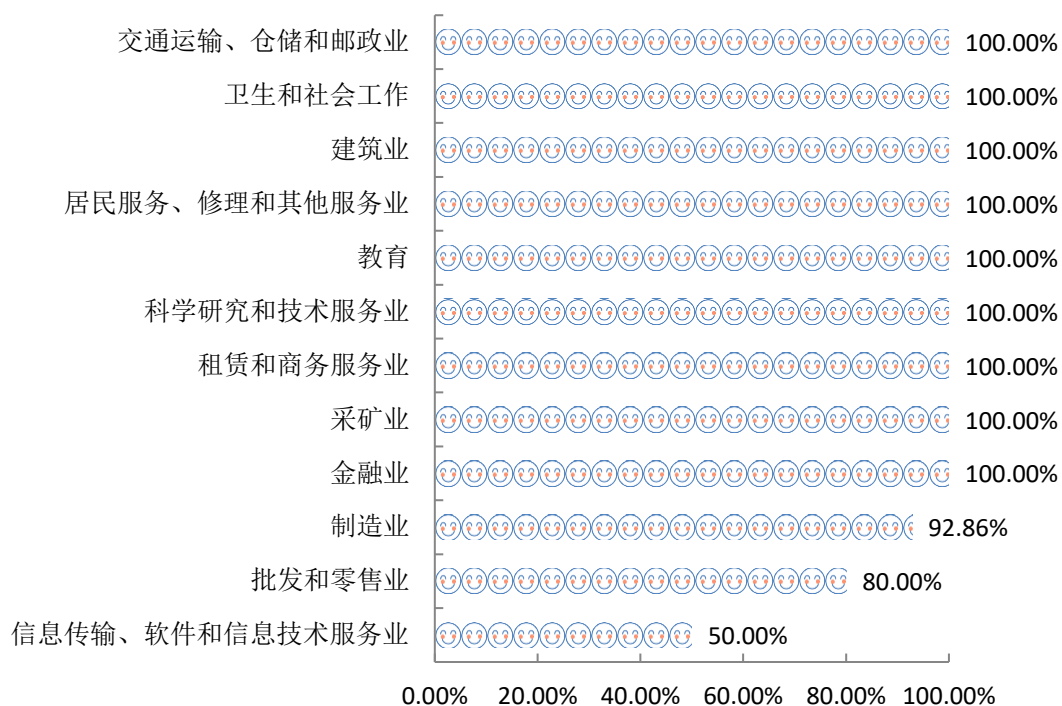 交通运输、仓储和邮政业 100.00%
卫生和社会工作 100.00%
建筑业 100.00%
居民服务、修理和其他服务业 100.00%
教育 100.00%
科学研究和技术服务业 100.00%
租赁和商务服务业 100.00%
采矿业 100.00%
金融业 100.00%
制造业 92.86%
批发和零售业 80.00%
信息传输、软件和信息技术服务业 50.00%
0.00% 20.00% 40.00% 60.00% 80.00% 100.00%